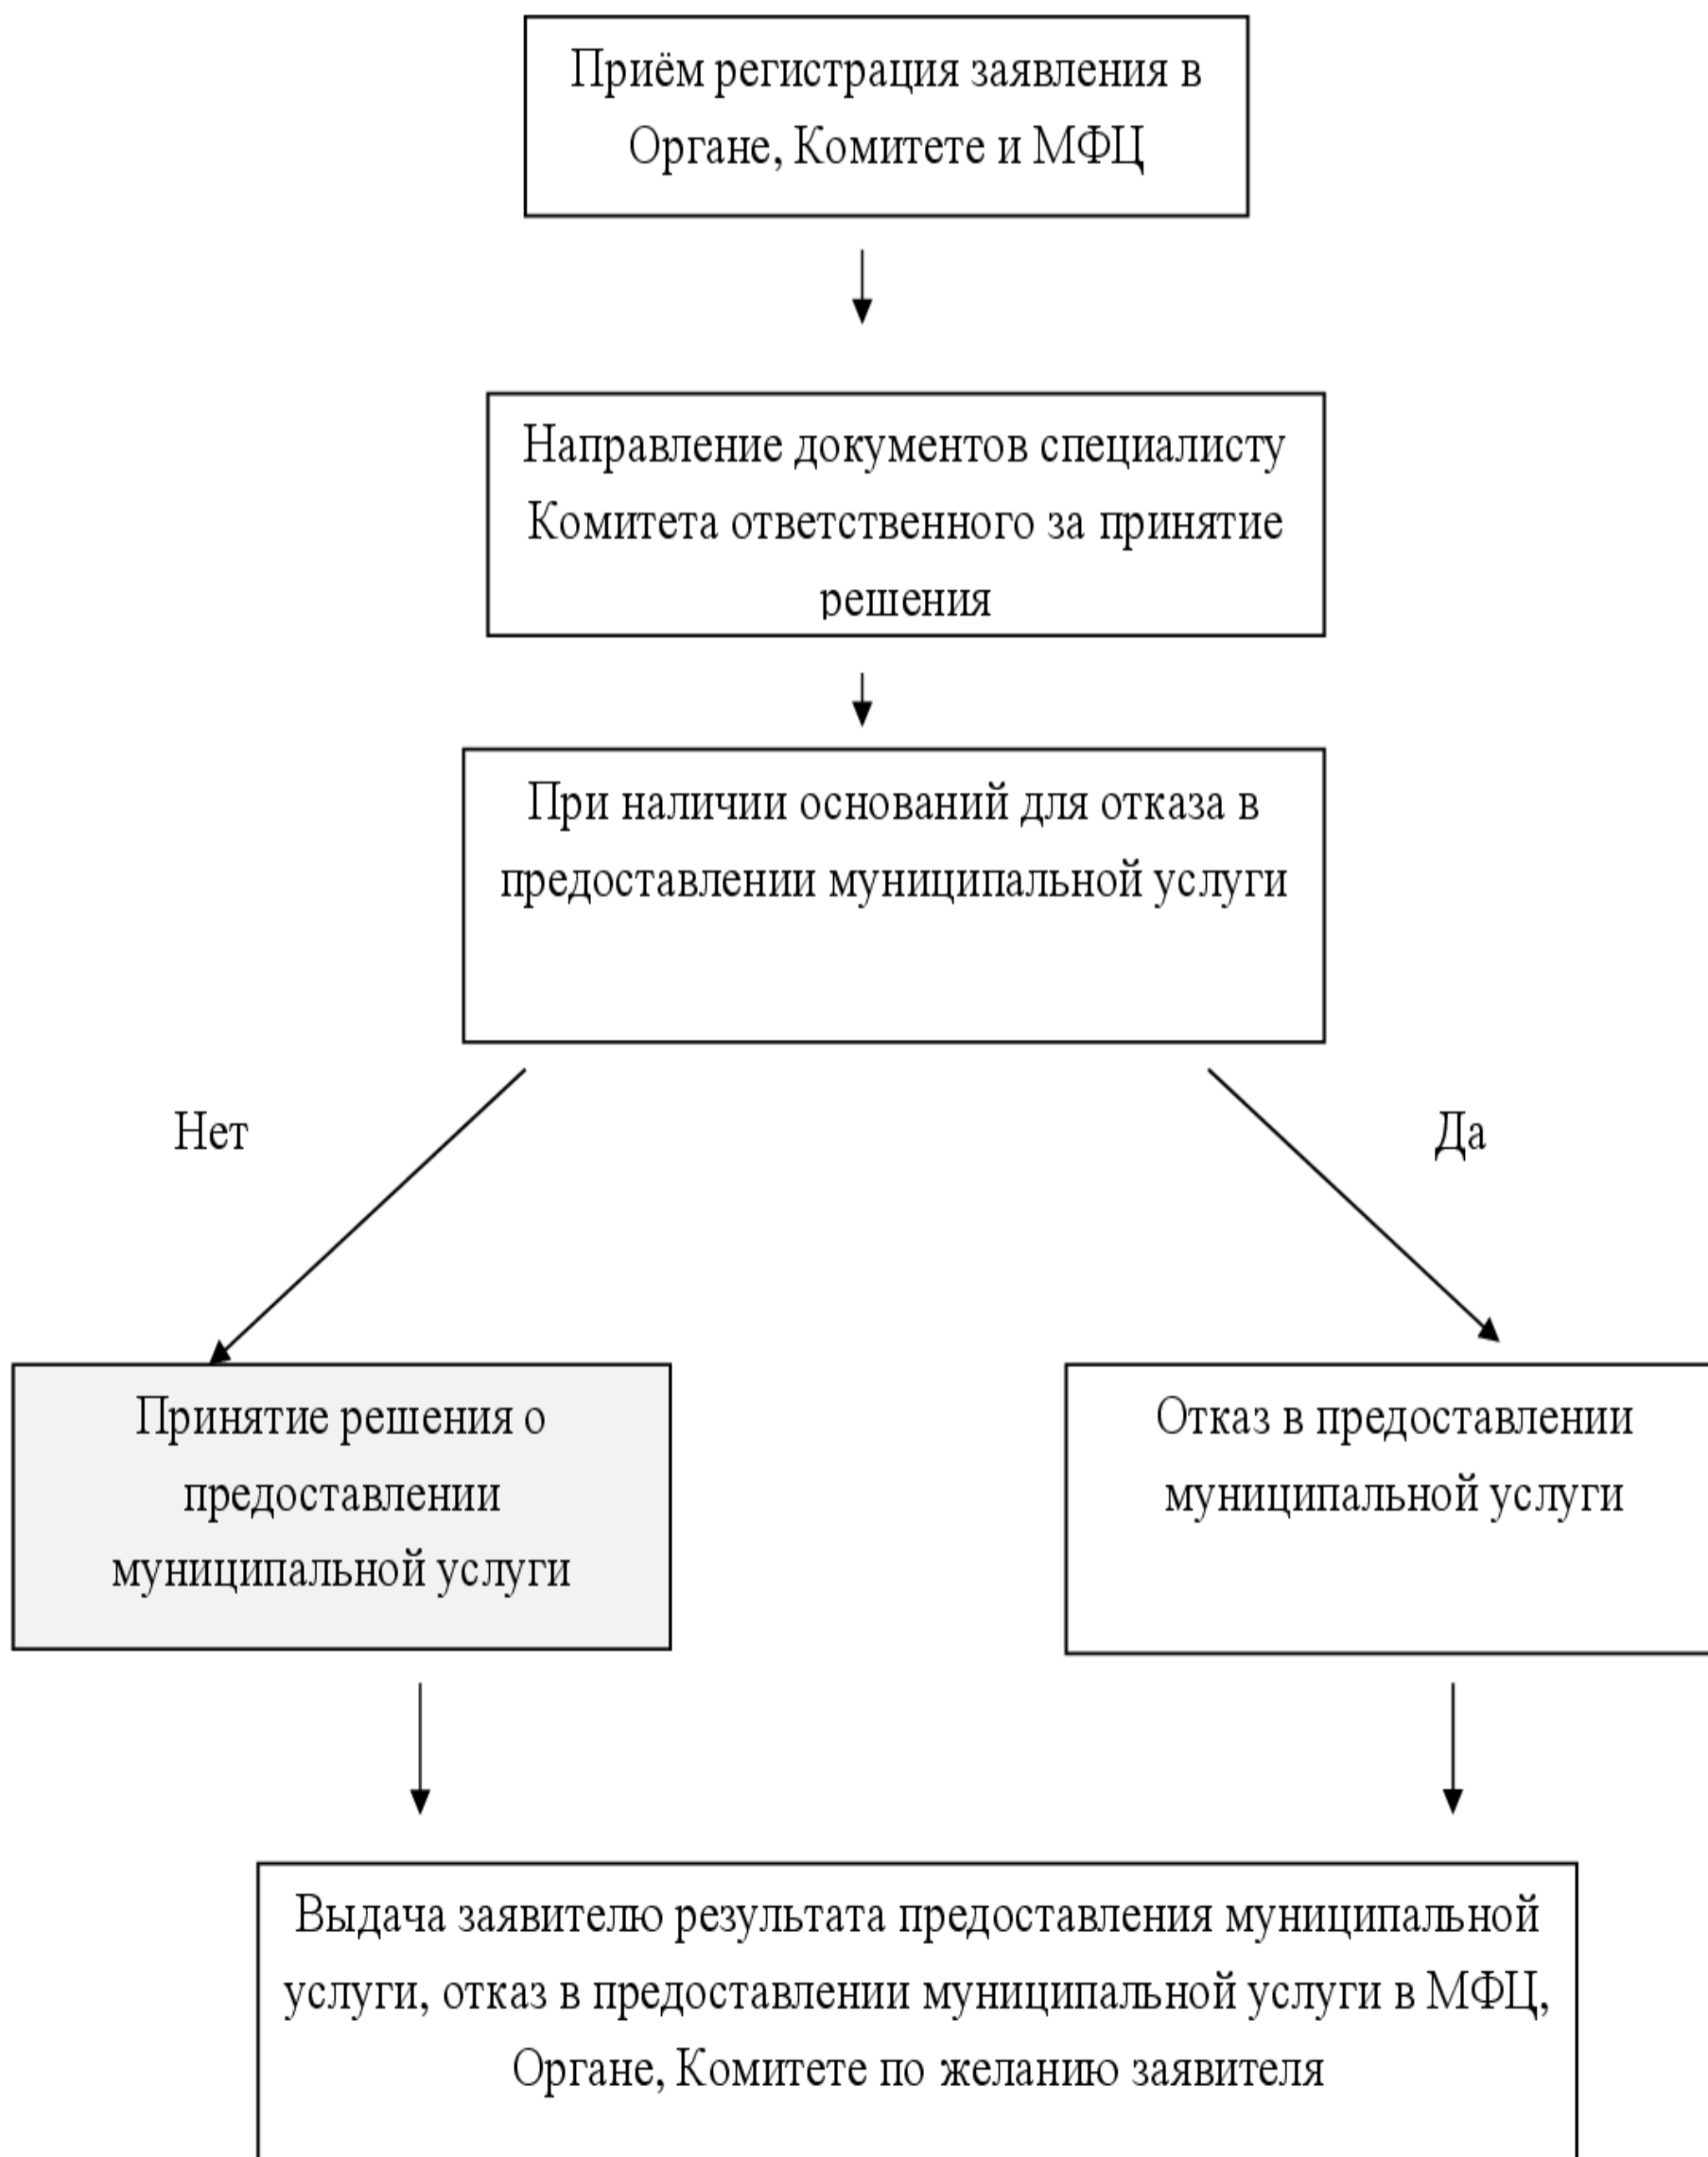 Приём регистрация заявления в
Органе, Комитете и МФЦ
Направление документов специалисту
Комитета ответственного за принятие
решения
При наличии оснований для отказа в
предоставлении муниципальной услуги
Нет
Да
Принятие решения о
предоставлении
муниципальной услуги
Отказ в предоставлении
муниципальной услуги
Выдача заявителю результата предоставления муниципальной
услуги, отказ в предоставлении муниципальной услуги в МФЦ,
Органе, Комитете по желанию заявителя